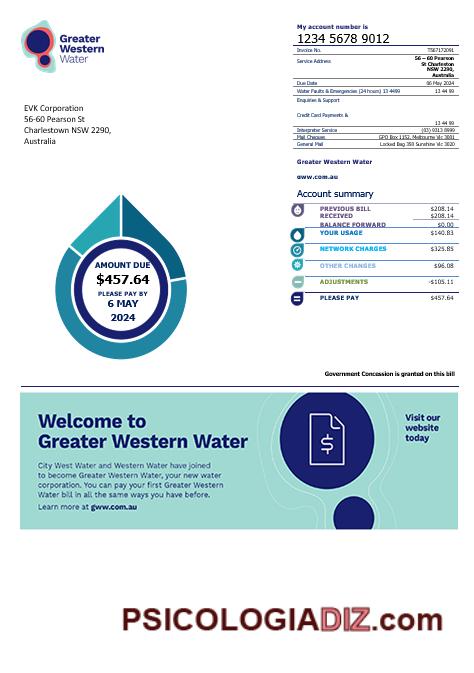 Greater
Western
Water
My account number is
1234 5678 9012
Invoice No. T567172091
Service Address 56 – 60 Pearson
St Charleston
NSW 2290,
Australia
Due Date 06 May 2024
Water Faults & Emergencies (24 hours) 13 4499 13 44 99
Enquiries & Support
Credit Card Payments &
13 44 99
Interpreter Service (03) 9313 8999
Mail Cheques GPO Box 1152, Melbourne Vic 3001
General Mail Locked Bag 350 Sunshine Vic 3020
EVK Corporation
56-60 Pearson St
Charlestown NSW 2290,
Australia
Greater Western Water
gww.com.au
Account summary
PREVIOUS BILL $208.14
RECEIVED $208.14
BALANCE FORWARD $0.00
YOUR USAGE $140.83
NETWORK CHARGES $325.85
OTHER CHANGES $96.08
ADJUSTMENTS -$105.11
PLEASE PAY $457.64
AMOUNT DUE
$457.64
PLEASE PAY BY
6 MAY
2024
Government Concession is granted on this bill
Welcome to
Greater Western Water
City West Water and Western Water have joined
to become Greater Western Water, your new water
corporation. You can pay your first Greater Western
Water bill in all the same ways you have before.
Learn more at gww.com.au
$
Visit our
website
today
PSICOLOGIADIZ.com